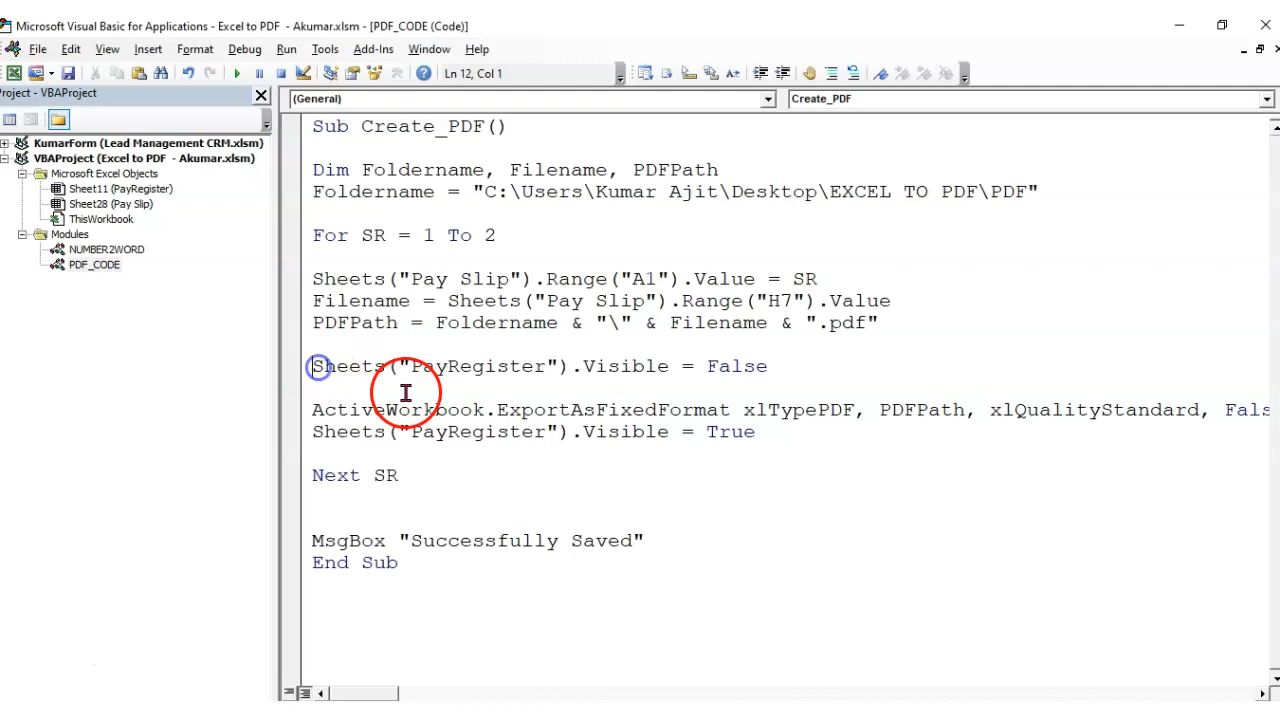 Microsoft Visual Basic for Applications - Excel to PDF  - Akumar.xlsm - [PDF_CODE (Code)]
File Edit View Insert Format Debug Run Tools Add-Ins Window Help
Ln 12, Col 1
Project - VBAProject
(General) Create_PDF
KumarForm (Lead Management CRM.xlsm)
VBAProject (Excel to PDF  - Akumar.xlsm)
Microsoft Excel Objects
Sheet11 (PayRegister)
Sheet28 (Pay Slip)
ThisWorkbook
Modules
NUMBER2WORD
PDF_CODE
Sub Create_PDF()
Dim Foldername, Filename, PDFPath
Foldername = "C:\Users\Kumar Ajit\Desktop\EXCEL TO PDF\PDF"
For SR = 1 To 2
Sheets("Pay Slip").Range("A1").Value = SR
Filename = Sheets("Pay Slip").Range("H7").Value
PDFPath = Foldername & "\" & Filename & ".pdf"
Sheets("PayRegister").Visible = False
ActiveWorkbook.ExportAsFixedFormat xlTypePDF, PDFPath, xlQualityStandard, Fals
Sheets("PayRegister").Visible = True
Next SR
MsgBox "Successfully Saved"
End Sub